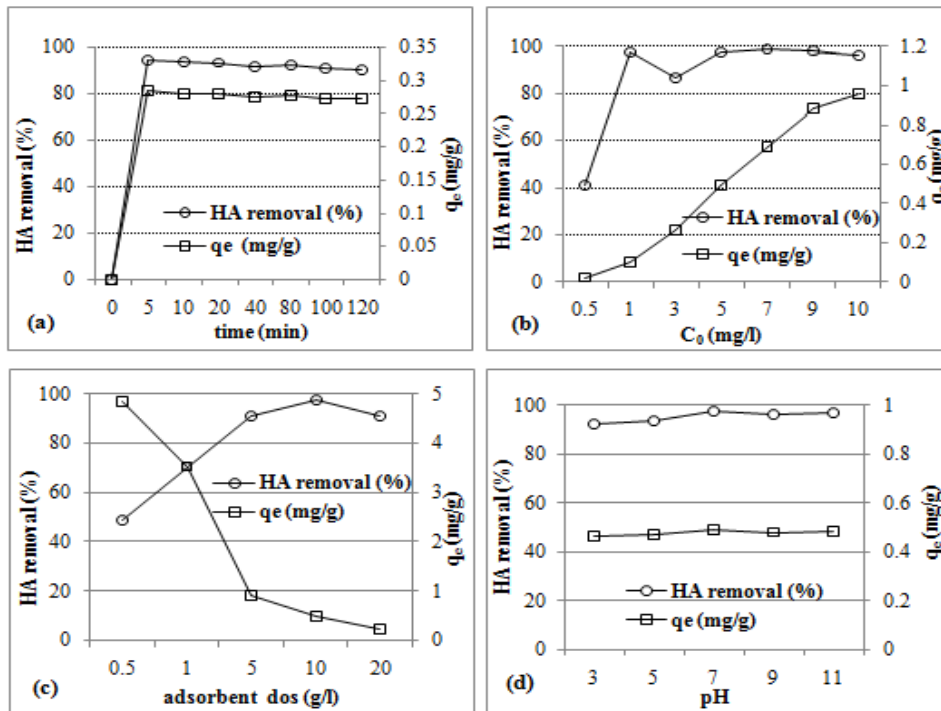 100
80
60
40
20
0
HA removal (%)
0.35
0.3
0.25
0.2
0.15
0.1
0.05
0
qe (mg/g)
HA removal (%)
qe (mg/g)
0 5 10 20 40 80 100 120
time (min)
(a)
100
80
60
40
20
0
HA removal (%)
1.2
1
0.8
0.6
0.4
0.2
0
(mg/g)
HA removal (%)
qe (mg/g)
0.5 1 3 5 7 9 10
C0 (mg/l)
(b)
100
80
60
40
20
0
HA removal (%)
5
4
3
2
1
0
qe (mg/g)
HA removal (%)
qe (mg/g)
0.5 1 5 10 20
adsorbent dos (g/l)
(c)
100
80
60
40
20
0
HA removal (%)
1
0.8
0.6
0.4
0.2
0
qe (mg/g)
HA removal (%)
qe (mg/g)
3 5 7 9 11
pH
(d)